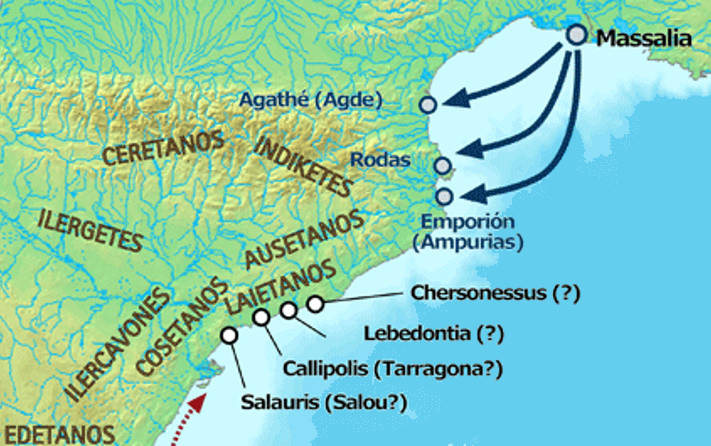 Massalia
Agathé (Agde)
CERETANOS
INDIKETES
Rodas
ILERGETES
AUSETANOS
Emporión
(Ampurias)
LAIETANOS
Chersonessus (?)
ILERCAVONES
COSETANOS
Lebedontia (?)
Callipolis (Tarragona?)
Salauris (Salou?)
EDETANOS